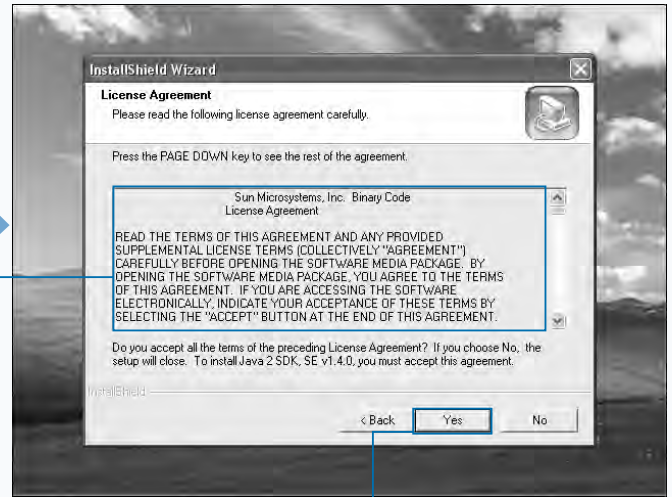 InstallShield Wizard
License Agreement
Please read the following license agreement carefully.
Press the PAGE DOWN key to see the rest of the agreement.
Sun Microsystems, Inc. Binary Code
License Agreement
READ THE TERMS OF THIS AGREEMENT AND ANY PROVIDED
SUPPLEMENTAL LICENSE TERMS (COLLECTIVELY "AGREEMENT")
CAREFULLY BEFORE OPENING THE SOFTWARE MEDIA PACKAGE. BY
OPENING THE SOFTWARE MEDIA PACKAGE, YOU AGREE TO THE TERMS
OF THIS AGREEMENT. IF YOU ARE ACCESSING THE SOFTWARE
ELECTRONICALLY, INDICATE YOUR ACCEPTANCE OF THESE TERMS BY
SELECTING THE "ACCEPT" BUTTON AT THE END OF THIS AGREEMENT.
Do you accept all the terms of the preceding License Agreement? If you choose No, the
setup will close. To install Java 2 SDK, SE v1.4.0, you must accept this agreement.
InstallShield
< Back Yes No